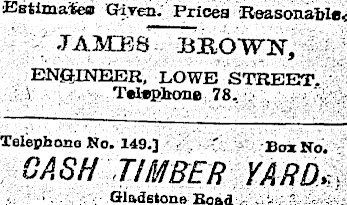 Estimates Given. Prices Reasonable.
JAMES BROWN,
ENGINEER, LOWE STREET.
Telephone 78.
Telephone No. 149.] Box No.
CASH TIMBER YARD,
Gladstone Road